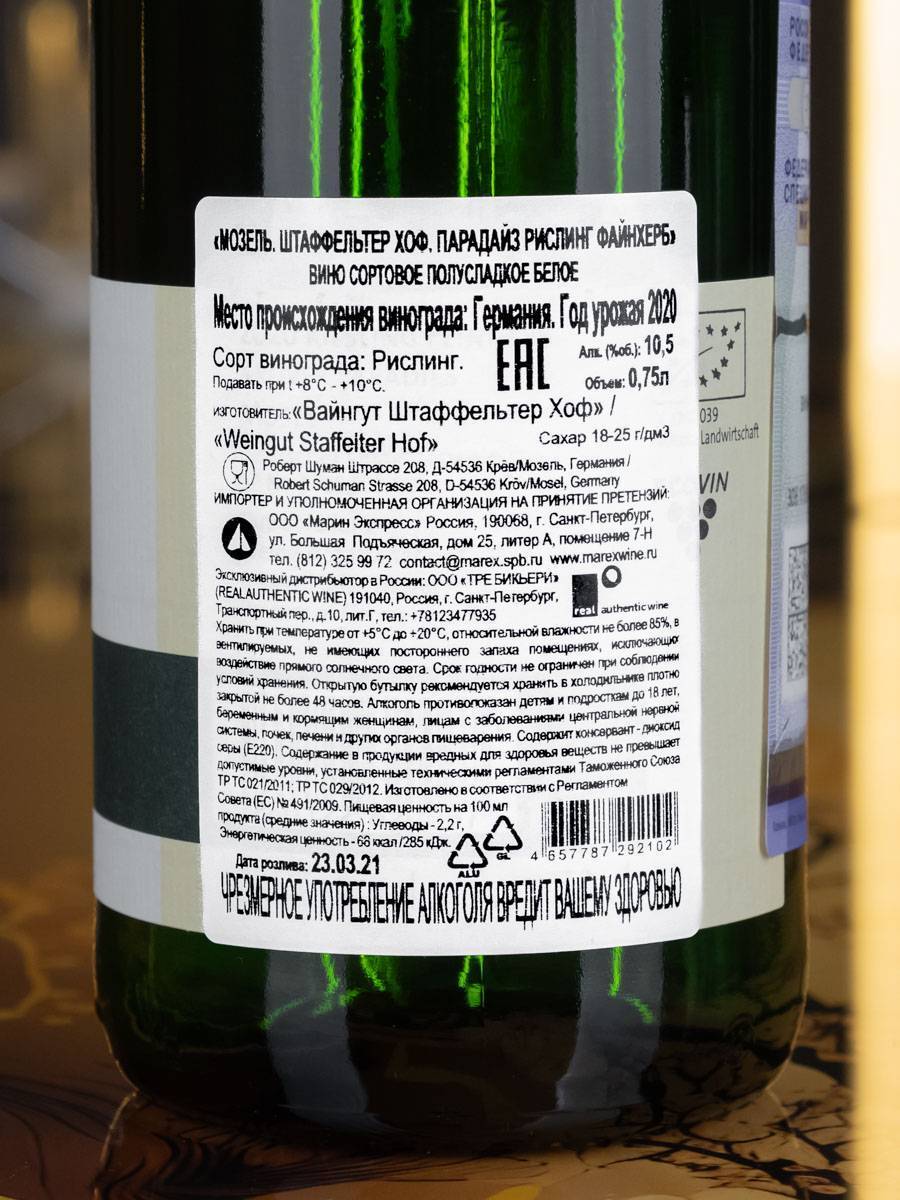 «МОЗЕЛЬ. ШТАФФЕЛЬТЕР ХОФ. ПАРАДАЙЗ РИСЛИНГ ФАЙНХЕРБ»
ВИНО СОРТОВОЕ ПОЛУСЛАДКОЕ БЕЛОЕ
Место происхождения винограда: Германия. Год урожая 2020
Сорт винограда: Рислинг.
EAC
Алк. (%об.): 10,5
Подавать при t +8°C - +10°C.
Объем: 0,75л
ИЗГОТОВИТЕЛЬ: «Вайнгут Штаффельтер Хоф» /
«Weingut Staffelter Hof»
Сахар 18-25 г/дм3
Роберт Шуман Штрассе 208, Д-54536 Крёв/Мозель, Германия /
Robert Schuman Strasse 208, D-54536 Kröv/Mosel, Germany
ИМПОРТЕР И УПОЛНОМОЧЕННАЯ ОРГАНИЗАЦИЯ НА ПРИНЯТИЕ ПРЕТЕНЗИЙ:
ООО «Марин Экспресс» Россия, 190068, г. Санкт-Петербург,
ул. Большая Подъяческая, дом 25, литер А, помещение 7-Н
тел. (812) 325 99 72 contact@marex.spb.ru www.marexwine.ru
Эксклюзивный дистрибьютор в России: ООО «ТРЕ БИКЬЕРИ»
(REALAUTHENTIC WINE) 191040, Россия, г. Санкт-Петербург,
Транспортный пер., д.10, лит.Г, тел.: +78123477935
real authentic wine
Хранить при температуре от +5°C до +20°C, относительной влажности не более 85%, в
вентилируемых, не имеющих постороннего запаха помещениях, исключающих
воздействие прямого солнечного света. Срок годности не ограничен при соблюдении
условий хранения. Открытую бутылку рекомендуется хранить в холодильнике плотно
закрытой не более 48 часов. Алкоголь противопоказан детям и подросткам до 18 лет,
беременным и кормящим женщинам, лицам с заболеваниями центральной нервной
системы, почек, печени и других органов пищеварения. Содержит консервант - диоксид
серы (E220). Содержание в продукции вредных для здоровья веществ не превышает
допустимые уровни, установленные техническими регламентами Таможенного Союза
ТР ТС 021/2011; ТР ТС 029/2012. Изготовлено в соответствии с Регламентом
Совета (ЕС) № 491/2009. Пищевая ценность на 100 мл
продукта (средние значения) : Углеводы - 2,2 г,
Энергетическая ценность - 68 ккал /285 кДж.
ALU
GL
4 657787 292102
Дата розлива: 23.03.21
ЧРЕЗМЕРНОЕ УПОТРЕБЛЕНИЕ АЛКОГОЛЯ ВРЕДИТ ВАШЕМУ ЗДОРОВЬЮ
039
Landwirtschaft